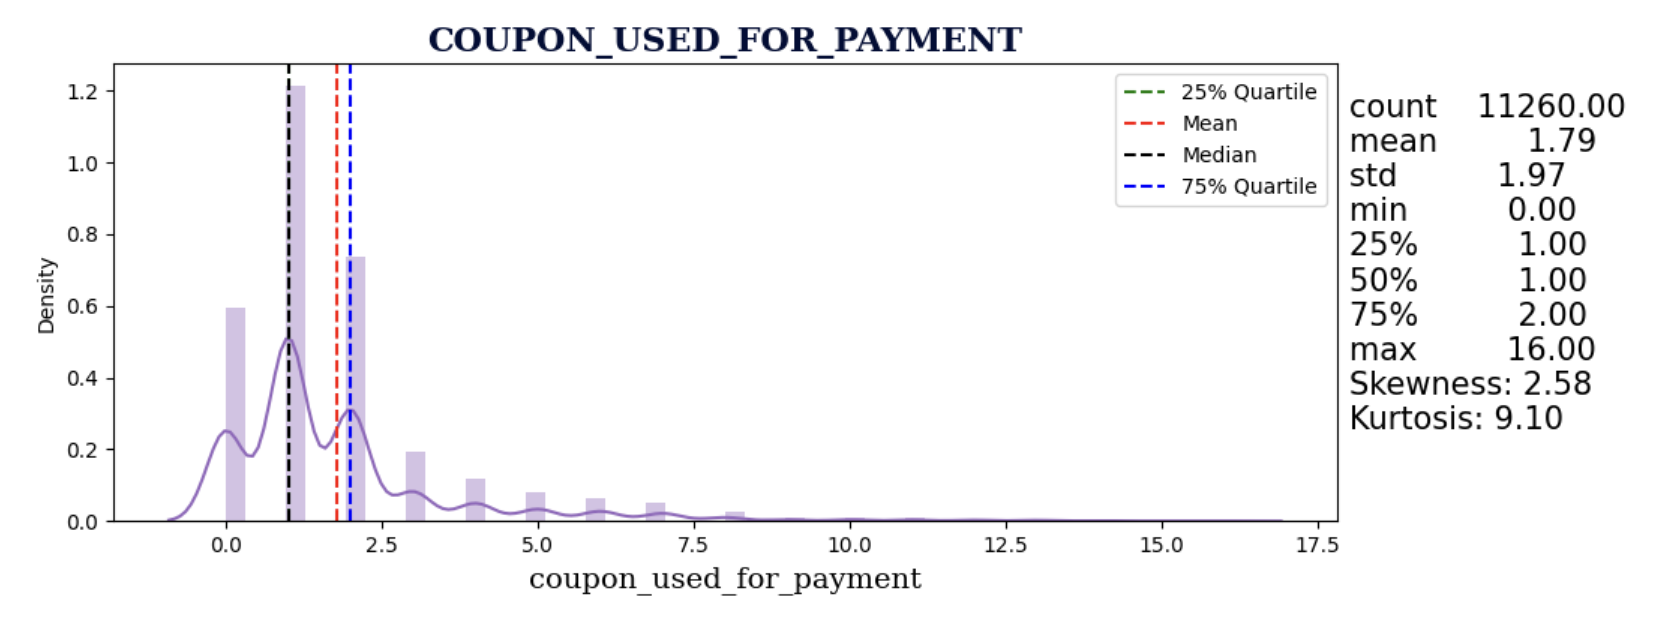 COUPON_USED_FOR_PAYMENT
1.2
1.0
0.8
0.6
0.4
0.2
0.0
Density
25% Quartile
Mean
Median
75% Quartile
0.0 2.5 5.0 7.5 10.0 12.5 15.0 17.5
coupon_used_for_payment
count 11260.00
mean 1.79
std 1.97
min 0.00
25% 1.00
50% 1.00
75% 2.00
max 16.00
Skewness: 2.58
Kurtosis: 9.10